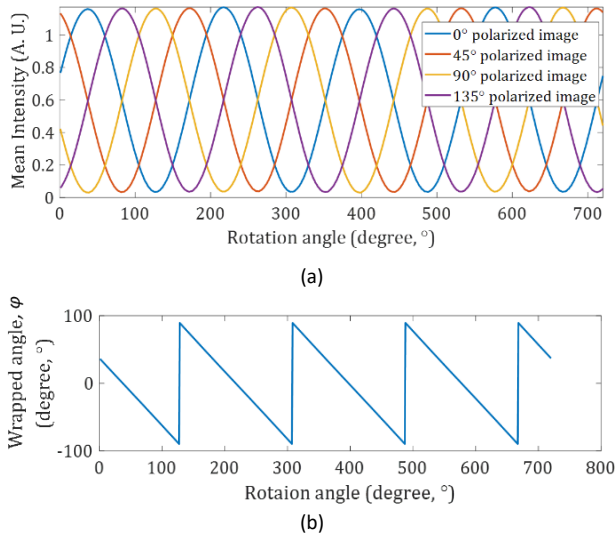 Mean Intensity (A. U.)
1
0.8
0.6
0.4
0.2
0
0° polarized image
45° polarized image
90° polarized image
135° polarized image
0 100 200 300 400 500 600 700
Rotation angle (degree, °)
(a)
Wrapped angle, φ
(degree, °)
100
0
-100
0 100 200 300 400 500 600 700 800
Rotaion angle (degree, °)
(b)